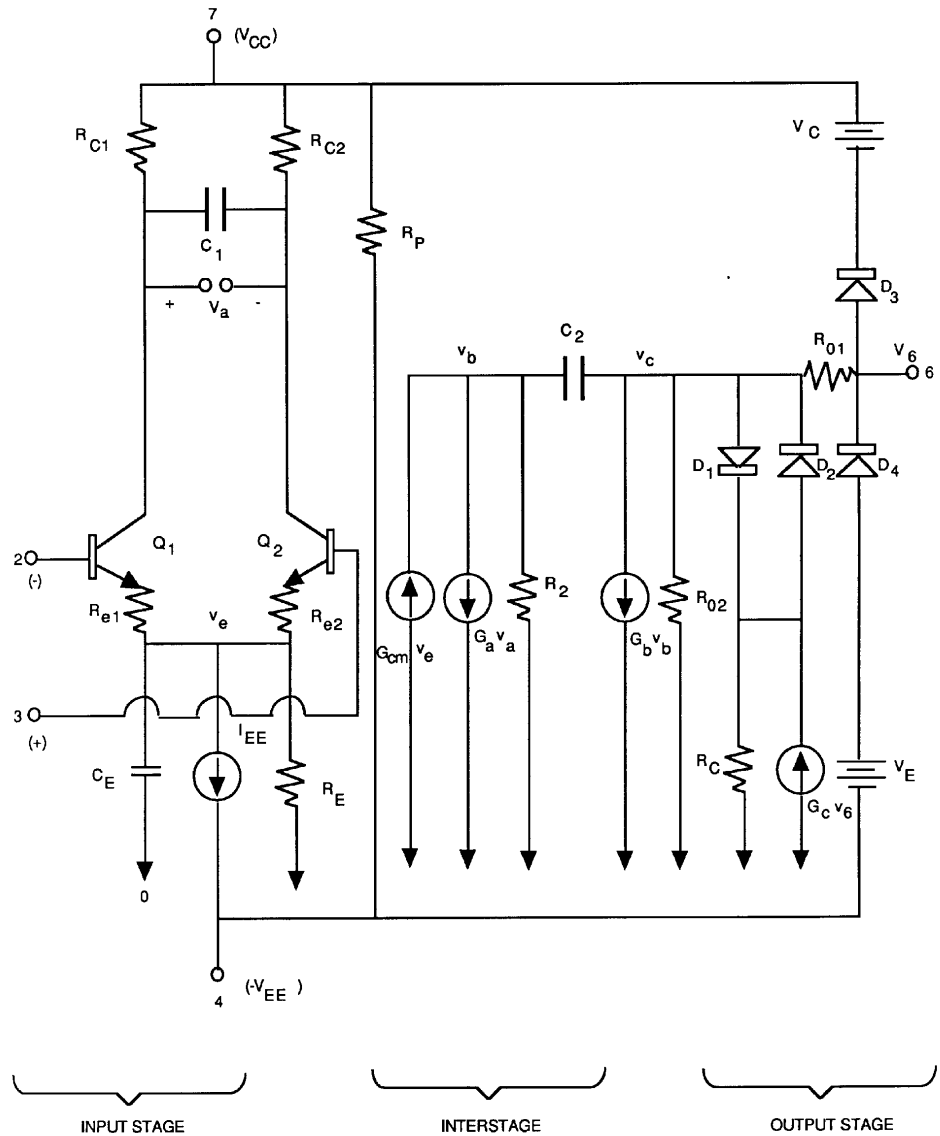 7
(V_CC)
R_C1
R_C2
V_C
C_1
R_P
+ V_a -
D_3
C_2
R_01
V_6
v_b
v_c
6
D_1
D_2
D_4
Q_1
Q_2
2
(-)
R_e1
v_e
R_e2
R_2
R_02
G_cm v_e
G_a v_a
G_b v_b
3
(+)
I_EE
C_E
R_E
R_C
G_c v_6
V_E
0
4
(-V_EE )
INPUT STAGE
INTERSTAGE
OUTPUT STAGE